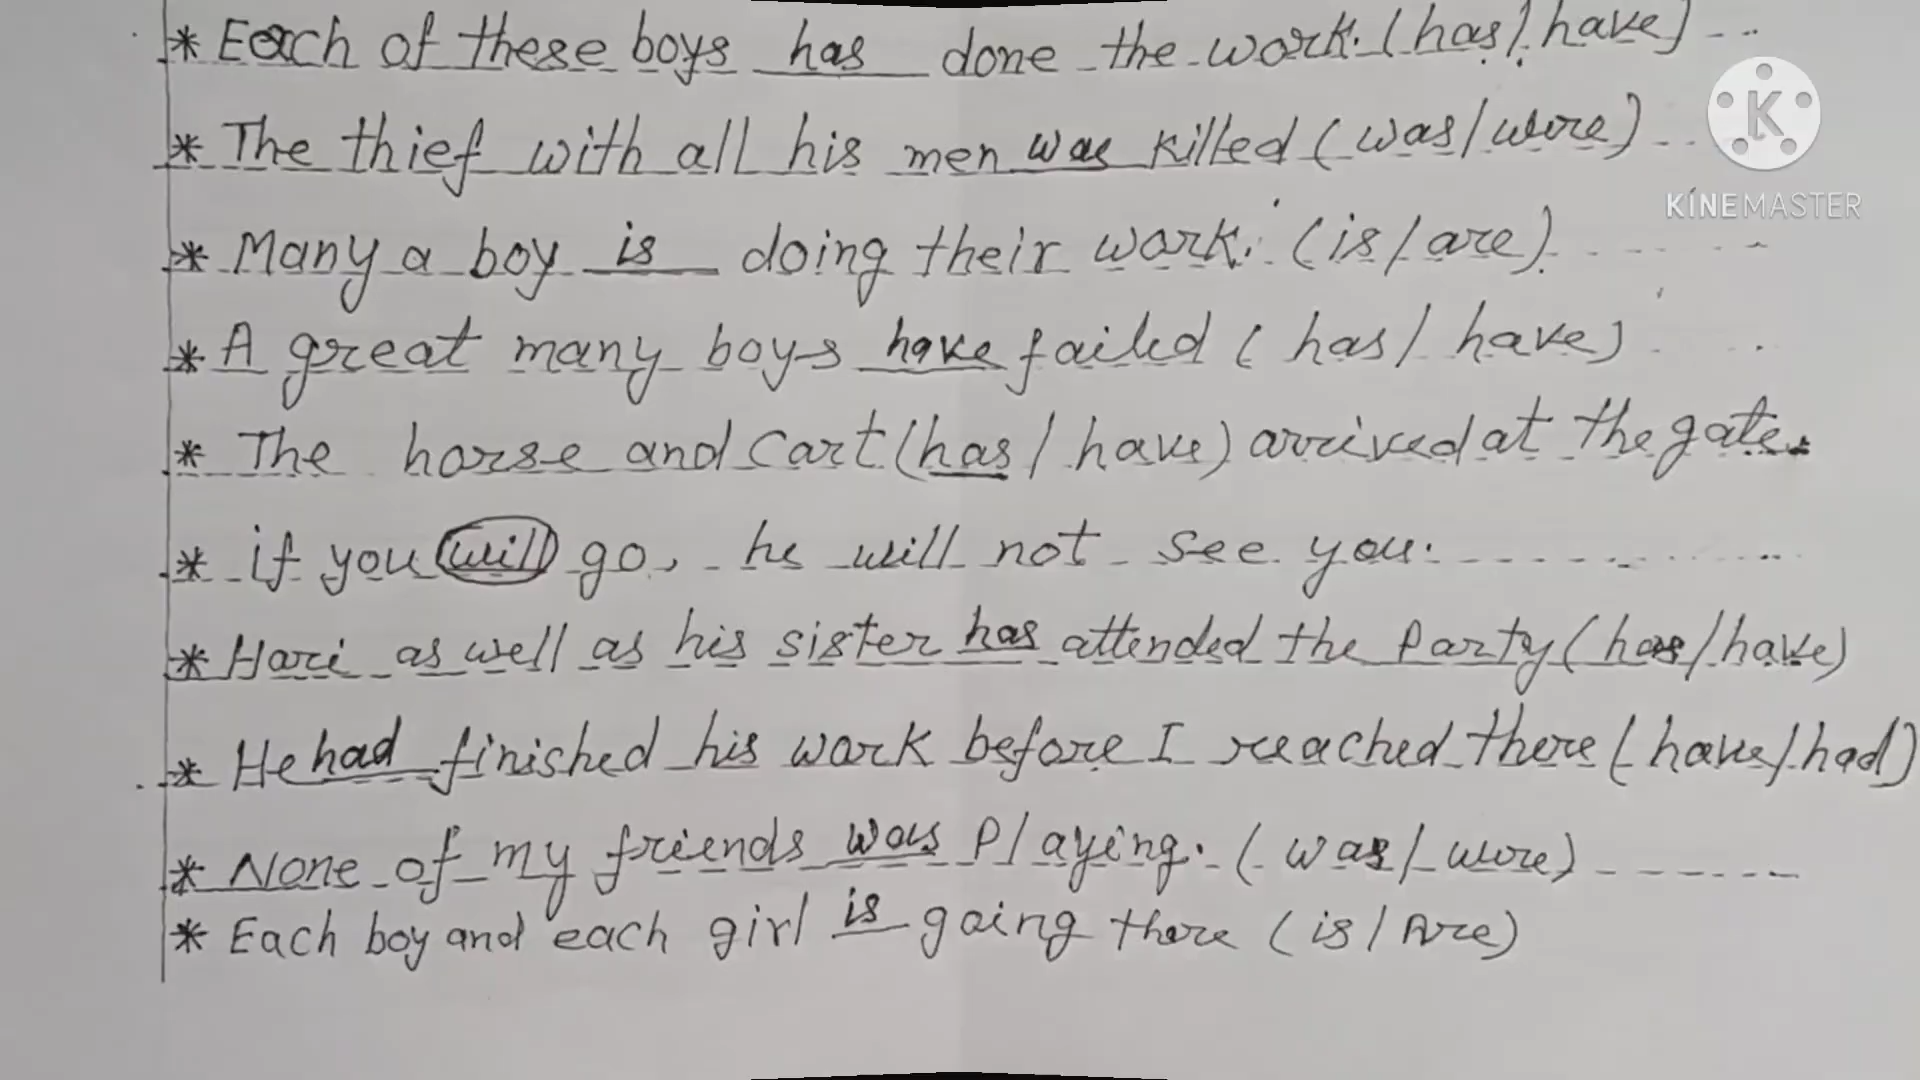 * Each of these boys has done the work. (has/have)
* The thief with all his men was killed (was/were)
* Many a boy is doing their work. (is/are)
* A great many boys have failed (has/have)
* The horse and cart (has/have) arrived at the gate.
* if you will go, he will not see you.
* Hari as well as his sister has attended the Party (has/have)
* He had finished his work before I reached there (have/had)
* None of my friends was Playing. (was/were)
* Each boy and each girl is going there (is/Are)
K
KINEMASTER